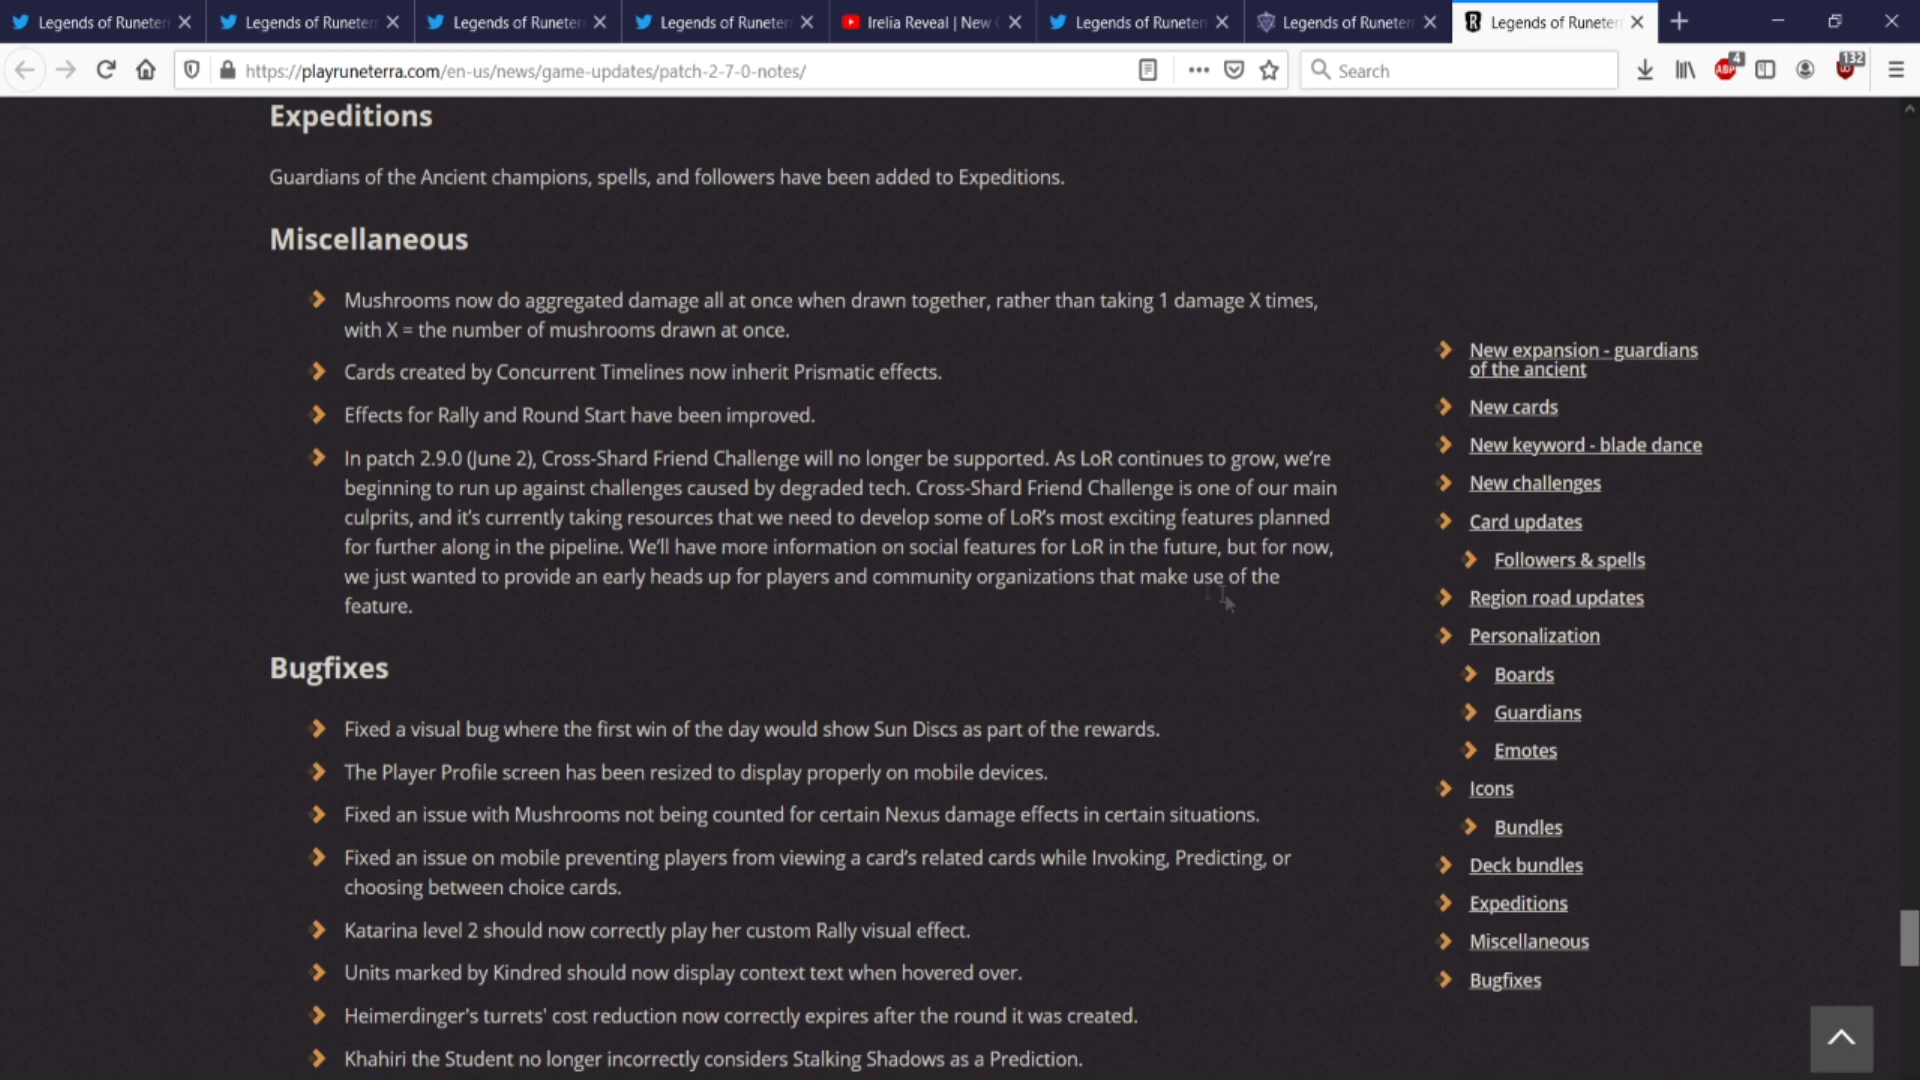 Legends of Runeter
Legends of Runeter
Legends of Runeter
Legends of Runeter
Irelia Reveal | New C
Legends of Runeter
Legends of Runeter
Legends of Runeter
https://playruneterra.com/en-us/news/game-updates/patch-2-7-0-notes/
Search
ABP
4
132
Expeditions
Guardians of the Ancient champions, spells, and followers have been added to Expeditions.
Miscellaneous
Mushrooms now do aggregated damage all at once when drawn together, rather than taking 1 damage X times,
with X = the number of mushrooms drawn at once.
Cards created by Concurrent Timelines now inherit Prismatic effects.
Effects for Rally and Round Start have been improved.
In patch 2.9.0 (June 2), Cross-Shard Friend Challenge will no longer be supported. As LoR continues to grow, we're
beginning to run up against challenges caused by degraded tech. Cross-Shard Friend Challenge is one of our main
culprits, and it's currently taking resources that we need to develop some of LoR's most exciting features planned
for further along in the pipeline. We'll have more information on social features for LoR in the future, but for now,
we just wanted to provide an early heads up for players and community organizations that make use of the
feature.
Bugfixes
Fixed a visual bug where the first win of the day would show Sun Discs as part of the rewards.
The Player Profile screen has been resized to display properly on mobile devices.
Fixed an issue with Mushrooms not being counted for certain Nexus damage effects in certain situations.
Fixed an issue on mobile preventing players from viewing a card's related cards while Invoking, Predicting, or
choosing between choice cards.
Katarina level 2 should now correctly play her custom Rally visual effect.
Units marked by Kindred should now display context text when hovered over.
Heimerdinger's turrets' cost reduction now correctly expires after the round it was created.
Khahiri the Student no longer incorrectly considers Stalking Shadows as a Prediction.
New expansion - guardians
of the ancient
New cards
New keyword - blade dance
New challenges
Card updates
Followers & spells
Region road updates
Personalization
Boards
Guardians
Emotes
Icons
Bundles
Deck bundles
Expeditions
Miscellaneous
Bugfixes